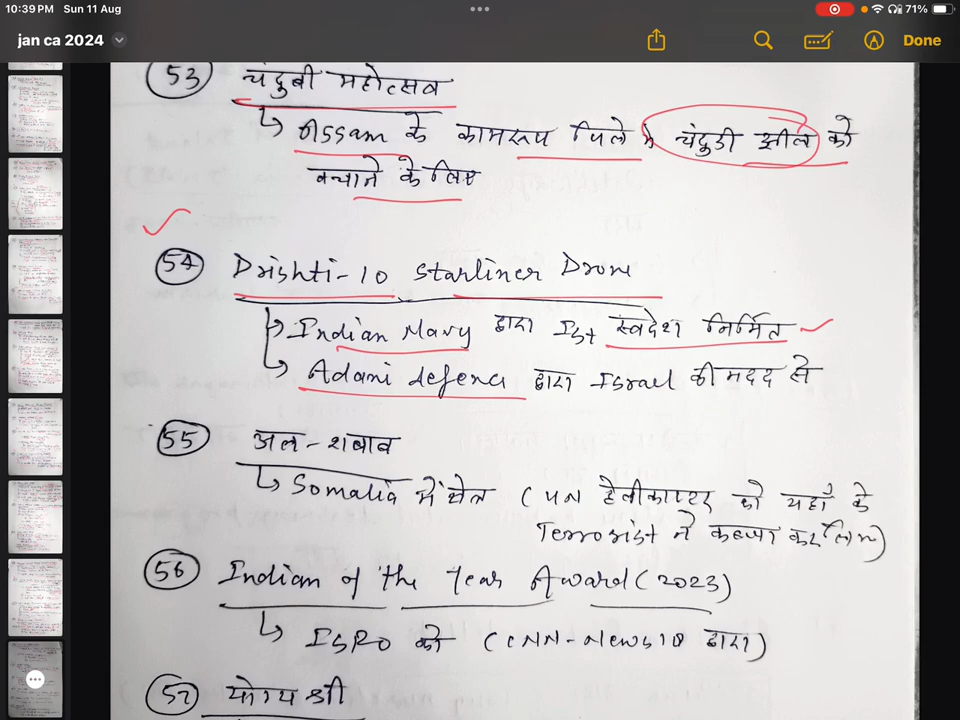 10:39 PM Sun 11 Aug
71%
jan ca 2024
Done
53 चंदुबी महोत्सव
↳ Assam के कामरूप जिले में चंदुडी झील को
बचाने के लिए
54 Drishti-10 Starliner Drone
↳ Indian Navy द्वारा Ist स्वदेश निर्मित
↳ Adani defence द्वारा Israel की मदद से
55 अल-शबाब
↳ Somalia में
(UN हेलीकाप्टर को यहाँ के
Terrorist ने कब्जा कर लिया)
56 Indian of the Year Award (2023)
↳ ISRO को (CNN-News18 द्वारा)
57 योग्य श्री